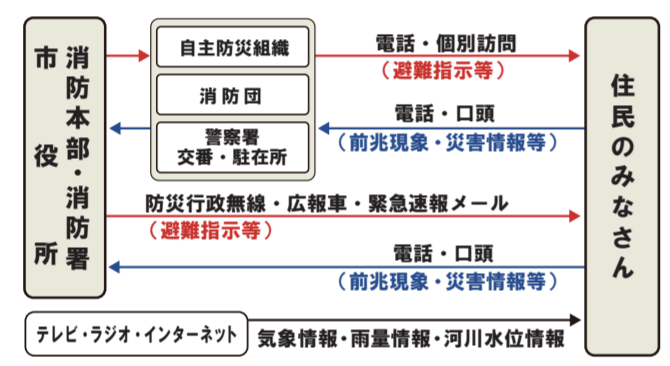 市役所
消防本部・消防署
自主防災組織
消防団
警察署
交番・駐在所
電話・個別訪問
（避難指示等）
電話・口頭
（前兆現象・災害情報等）
防災行政無線・広報車・緊急速報メール
（避難指示等）
電話・口頭
（前兆現象・災害情報等）
住民のみなさん
テレビ・ラジオ・インターネット
気象情報・雨量情報・河川水位情報